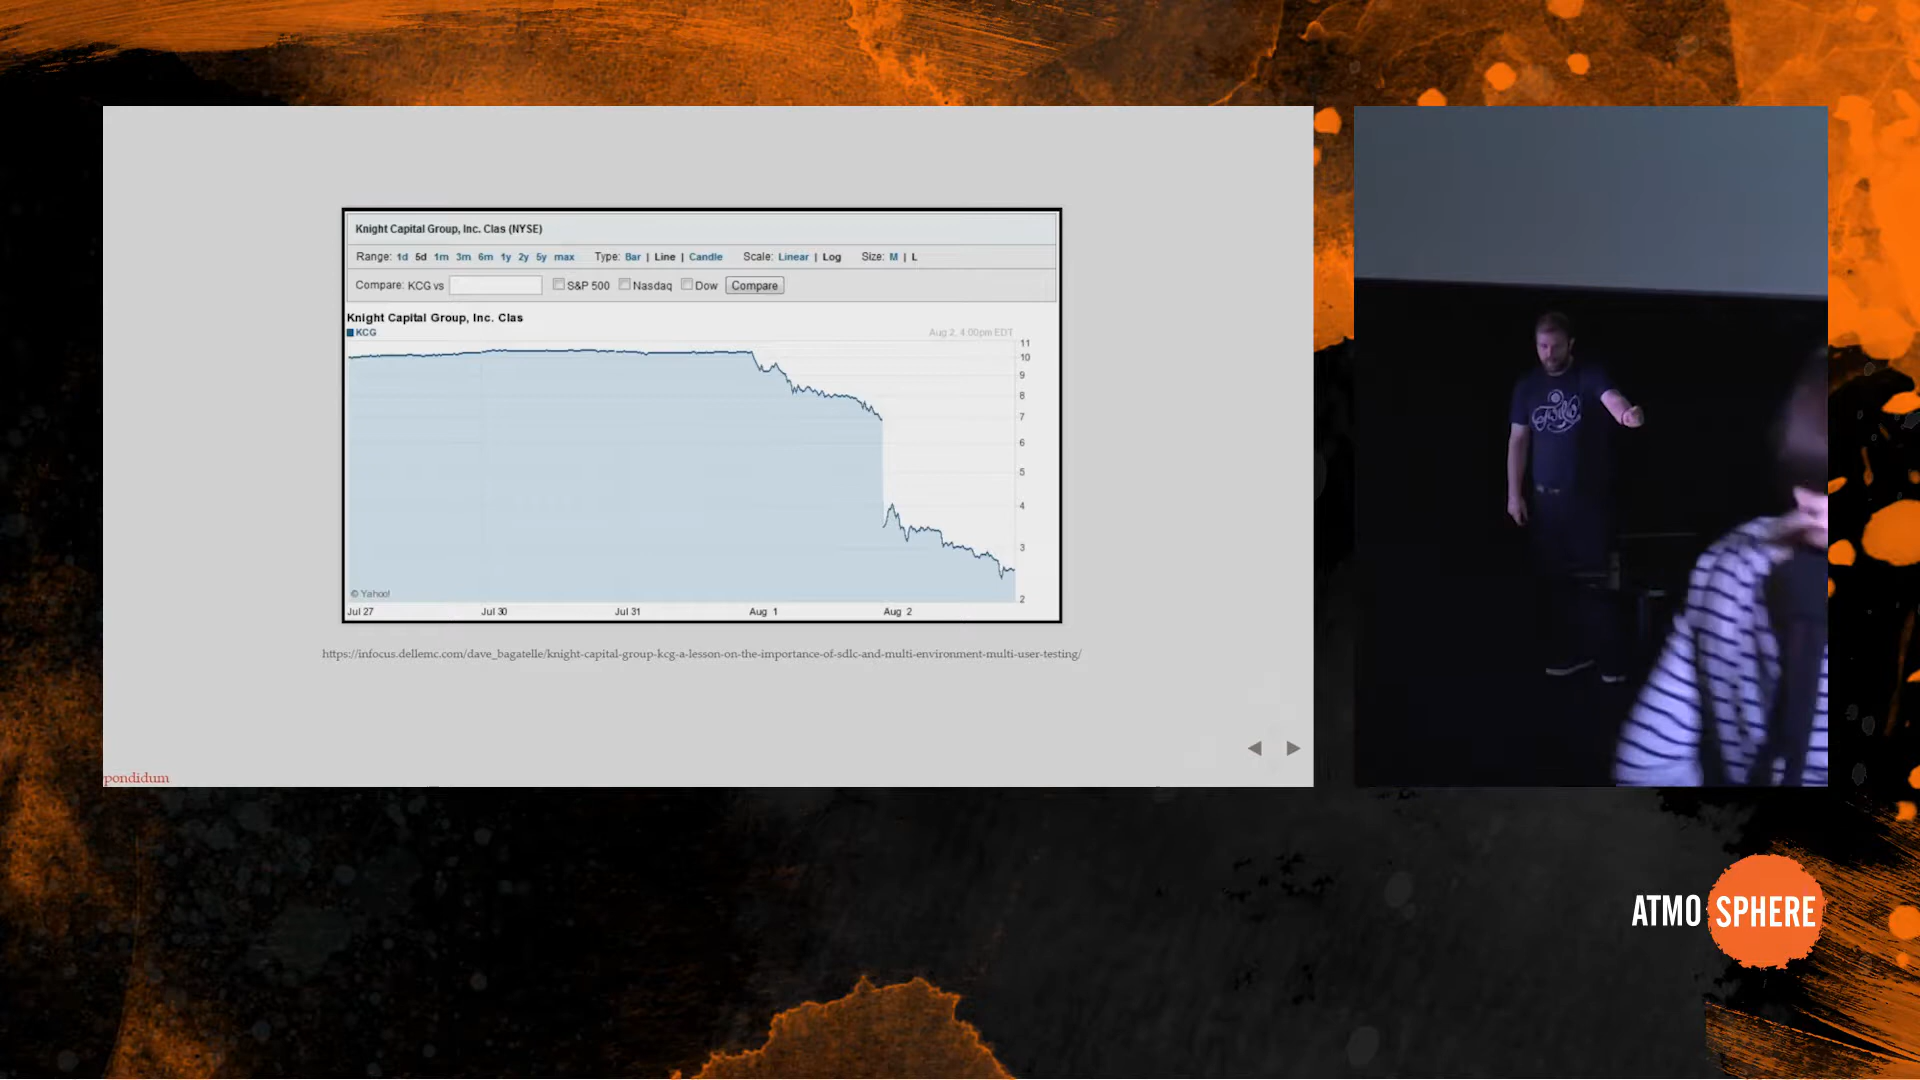 Knight Capital Group, Inc. Clas (NYSE)
Range: 1d 5d 1m 3m 6m 1y 2y 5y max Type: Bar | Line | Candle Scale: Linear | Log Size: M | L
Compare: KCG vs S&P 500 Nasdaq Dow Compare
Knight Capital Group, Inc. Clas
KCG
Aug 2, 4:00pm EDT
11
10
9
8
7
6
5
4
3
2
© Yahoo!
Jul 27 Jul 30 Jul 31 Aug 1 Aug 2
https://infocus.dellemc.com/dave_bagatelle/knight-capital-group-kcg-a-lesson-on-the-importance-of-sdlc-and-multi-environment-multi-user-testing/
pondidum
ATMO SPHERE